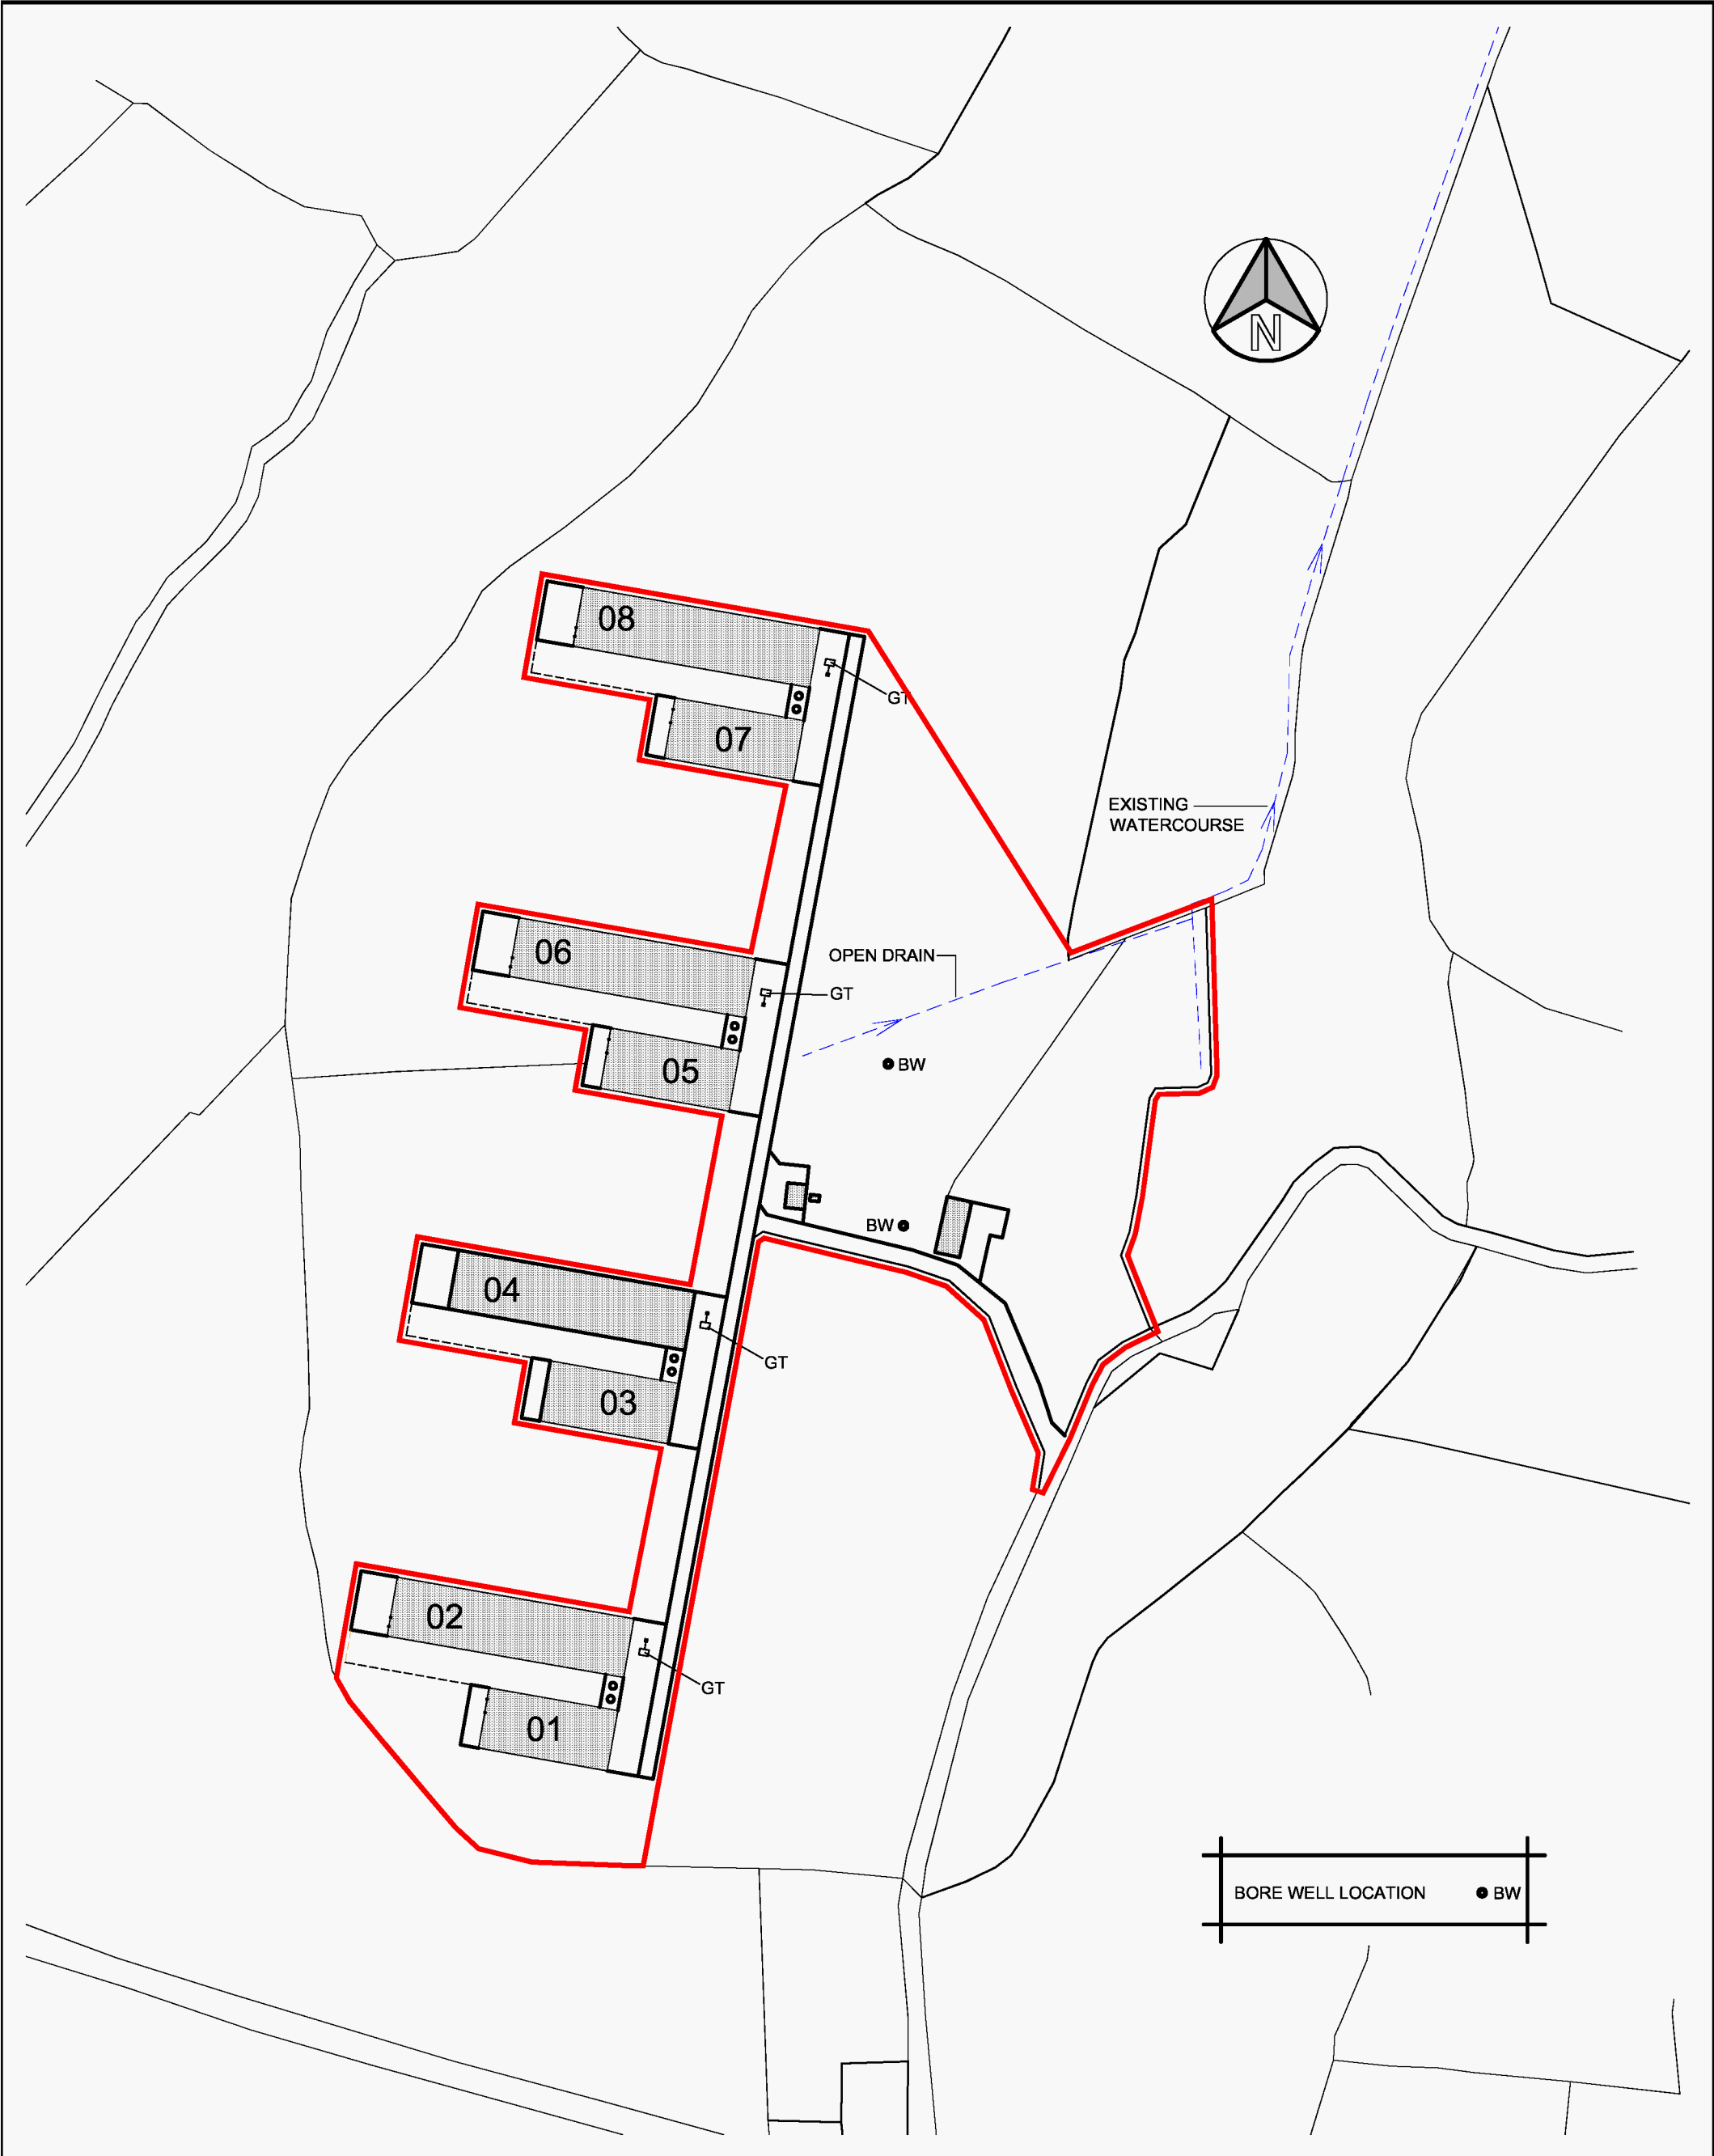 N
08
GT
07
EXISTING
WATERCOURSE
06
OPEN DRAIN
GT
05
BW
BW
04
GT
03
02
GT
01
BORE WELL LOCATION BW